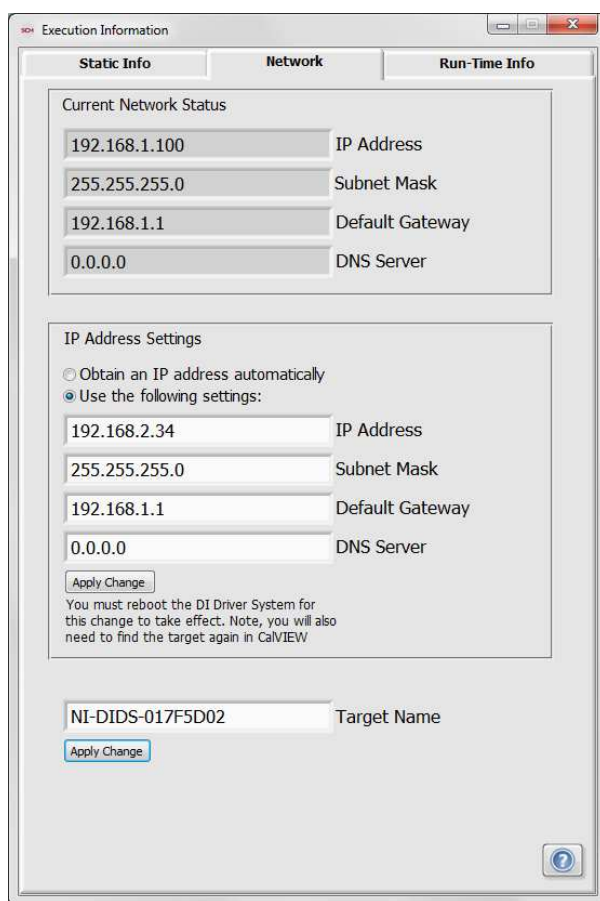 Execution Information
Static Info Network Run-Time Info
Current Network Status
192.168.1.100 IP Address
255.255.255.0 Subnet Mask
192.168.1.1 Default Gateway
0.0.0.0 DNS Server
IP Address Settings
Obtain an IP address automatically
Use the following settings:
192.168.2.34 IP Address
255.255.255.0 Subnet Mask
192.168.1.1 Default Gateway
0.0.0.0 DNS Server
Apply Change
You must reboot the DI Driver System for
this change to take effect. Note, you will also
need to find the target again in CalVIEW
NI-DIDS-017F5D02 Target Name
Apply Change
?